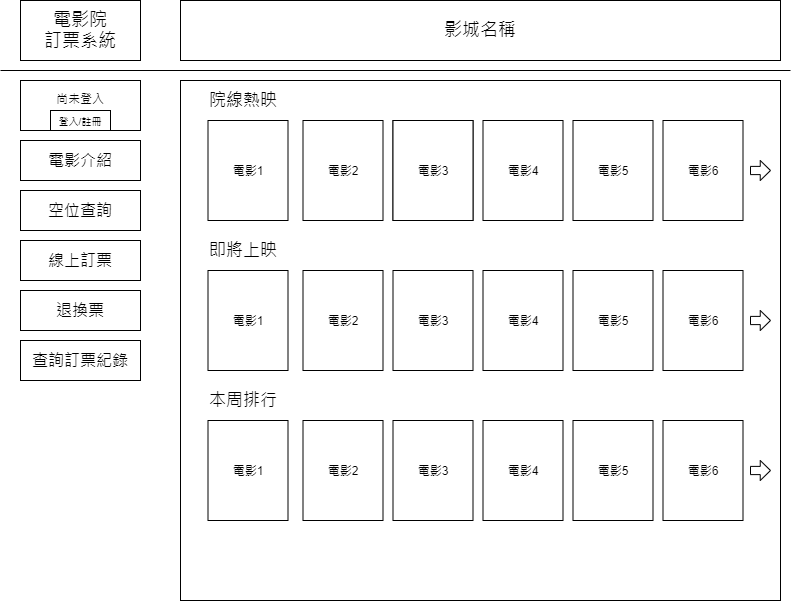 電影院
訂票系統
影城名稱
尚未登入
登入/註冊
電影介紹
空位查詢
線上訂票
退換票
查詢訂票紀錄
院線熱映
電影1
電影2
電影3
電影4
電影5
電影6
即將上映
電影1
電影2
電影3
電影4
電影5
電影6
本周排行
電影1
電影2
電影3
電影4
電影5
電影6